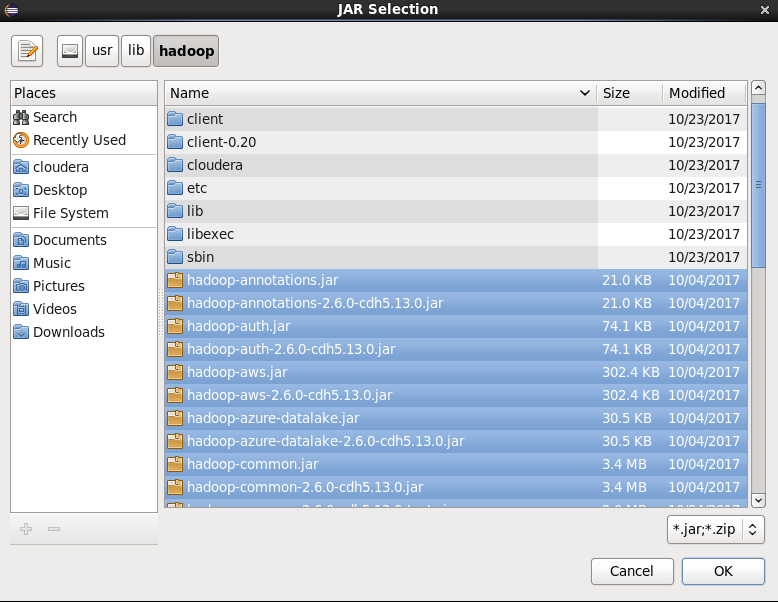 JAR Selection
usr lib hadoop
Places
Search
Recently Used
cloudera
Desktop
File System
Documents
Music
Pictures
Videos
Downloads
Name Size Modified
client 10/23/2017
client-0.20 10/23/2017
cloudera 10/23/2017
etc 10/23/2017
lib 10/23/2017
libexec 10/23/2017
sbin 10/23/2017
hadoop-annotations.jar 21.0 KB 10/04/2017
hadoop-annotations-2.6.0-cdh5.13.0.jar 21.0 KB 10/04/2017
hadoop-auth.jar 74.1 KB 10/04/2017
hadoop-auth-2.6.0-cdh5.13.0.jar 74.1 KB 10/04/2017
hadoop-aws.jar 302.4 KB 10/04/2017
hadoop-aws-2.6.0-cdh5.13.0.jar 302.4 KB 10/04/2017
hadoop-azure-datalake.jar 30.5 KB 10/04/2017
hadoop-azure-datalake-2.6.0-cdh5.13.0.jar 30.5 KB 10/04/2017
hadoop-common.jar 3.4 MB 10/04/2017
hadoop-common-2.6.0-cdh5.13.0.jar 3.4 MB 10/04/2017
*.jar;*.zip
Cancel OK